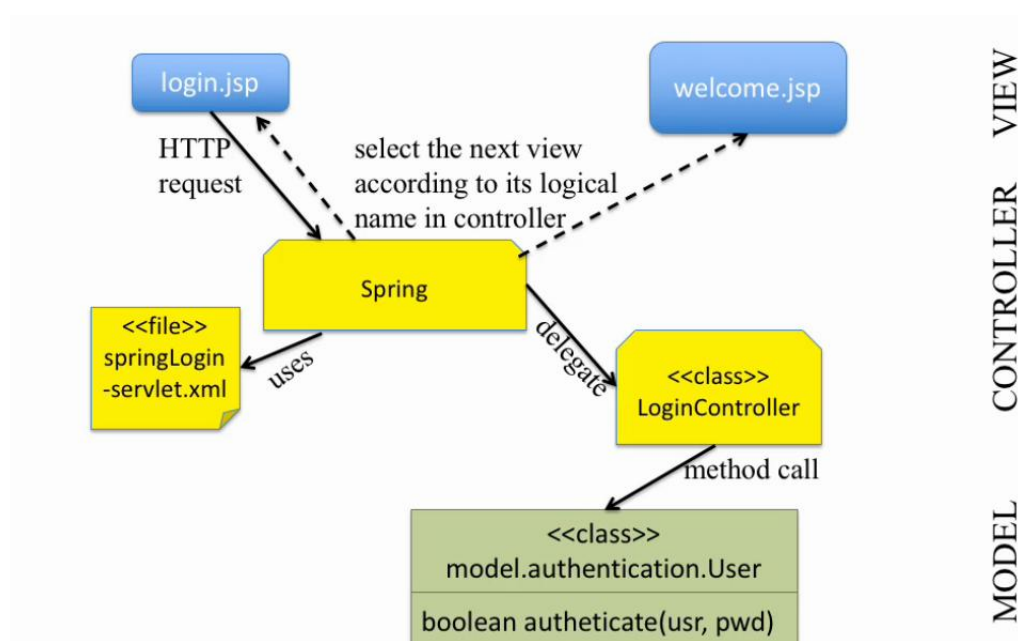 login.jsp
welcome.jsp
VIEW
HTTP
request
select the next view
according to its logical
name in controller
CONTROLLER
Spring
<<file>>
springLogin
-servlet.xml
uses
delegate
<<class>>
LoginController
method call
MODEL
<<class>>
model.authentication.User
boolean autheticate(usr, pwd)